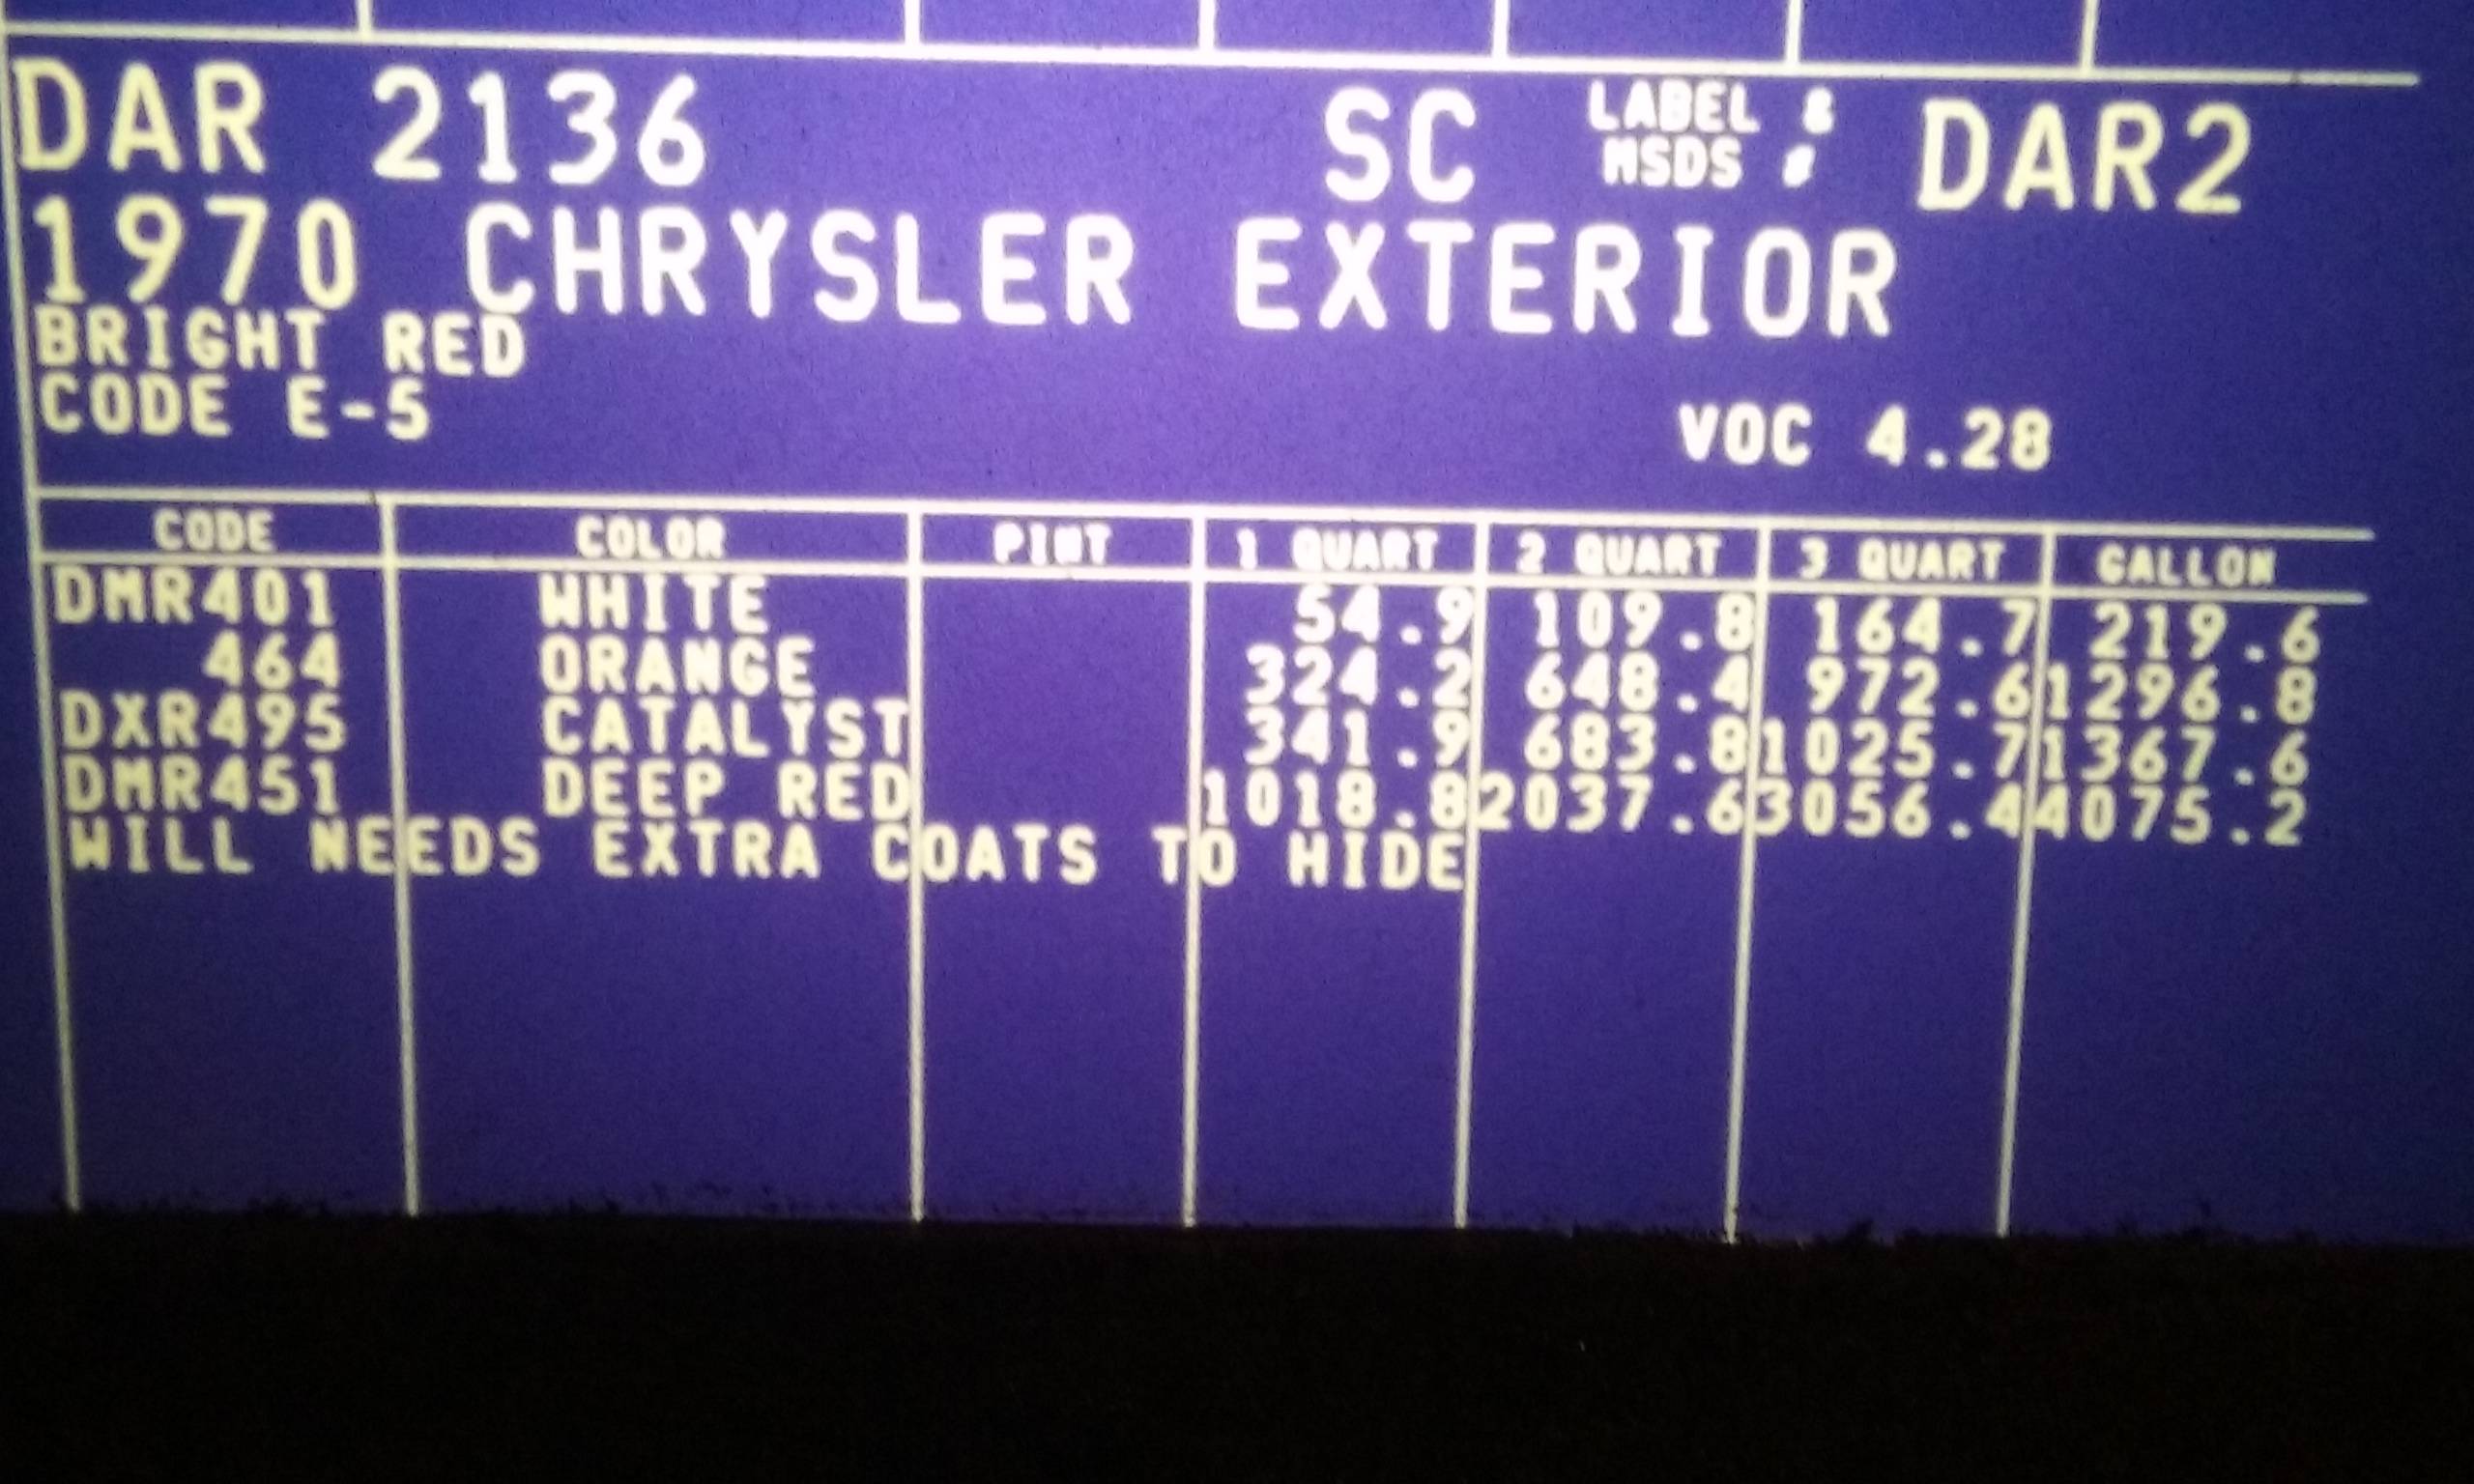 DAR 2136 SC LABEL & MSDS # DAR2
1970 CHRYSLER EXTERIOR
BRIGHT RED
CODE E-5 VOC 4.28
CODE COLOR PINT 1 QUART 2 QUART 3 QUART GALLON
DMR401 WHITE 54.9 109.8 164.7 219.6
464 ORANGE 324.2 648.4 972.6 1296.8
DXR495 CATALYST 341.9 683.8 1025.7 1367.6
DMR451 DEEP RED 1018.8 2037.6 3056.4 4075.2
WILL NEEDS EXTRA COATS TO HIDE